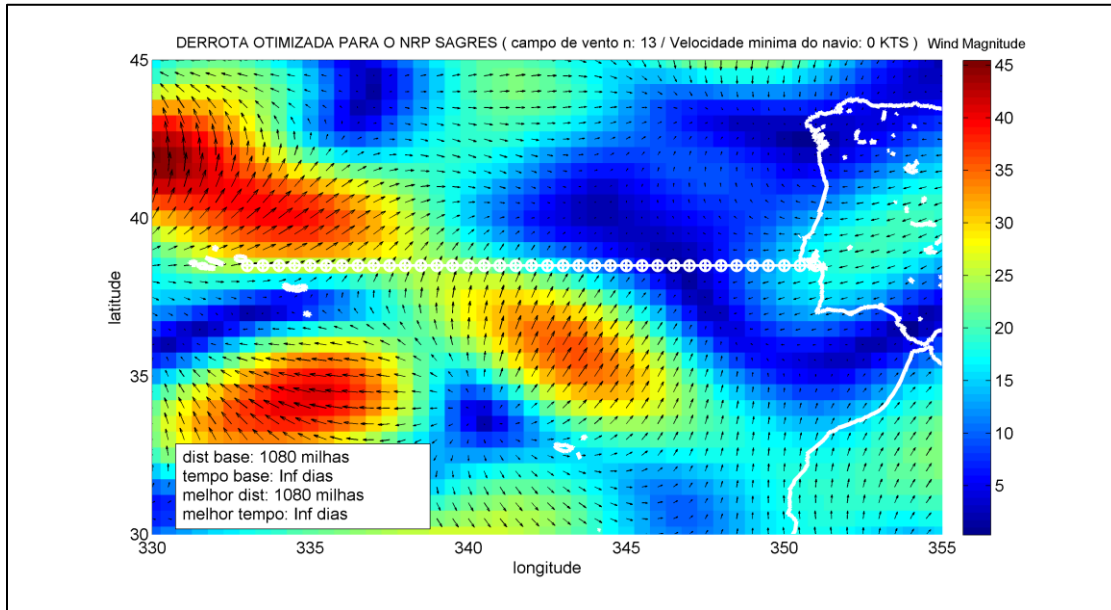 DERROTA OTIMIZADA PARA O NRP SAGRES ( campo de vento n: 13 / Velocidade minima do navio: 0 KTS ) Wind Magnitude
45
40
35
30
latitude
330
335
340
345
350
355
longitude
45
40
35
30
25
20
15
10
5
dist base: 1080 milhas
tempo base: Inf dias
melhor dist: 1080 milhas
melhor tempo: Inf dias